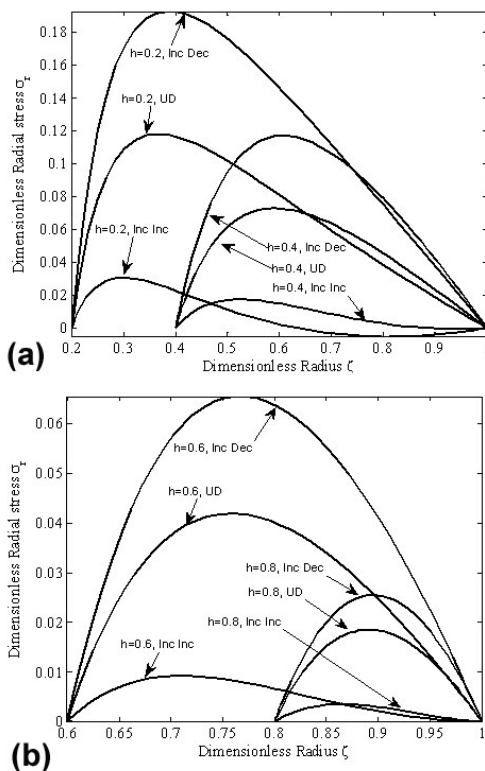 0.18
0.16
0.14
0.12
0.1
0.08
0.06
0.04
0.02
0
Dimensionless Radial stress σr
h=0.2, Inc Dec
h=0.2, UD
h=0.2, Inc Inc
h=0.4, Inc Dec
h=0.4, UD
h=0.4, Inc Inc
0.2 0.3 0.4 0.5 0.6 0.7 0.8 0.9 1
Dimensionless Radius ζ
(a)
0.06
0.05
0.04
0.03
0.02
0.01
0
Dimensionless Radial stress σr
h=0.6, Inc Dec
h=0.6, UD
h=0.8, Inc Dec
h=0.8, UD
h=0.8, Inc Inc
h=0.6, Inc Inc
0.6 0.65 0.7 0.75 0.8 0.85 0.9 0.95 1
Dimensionless Radius ζ
(b)